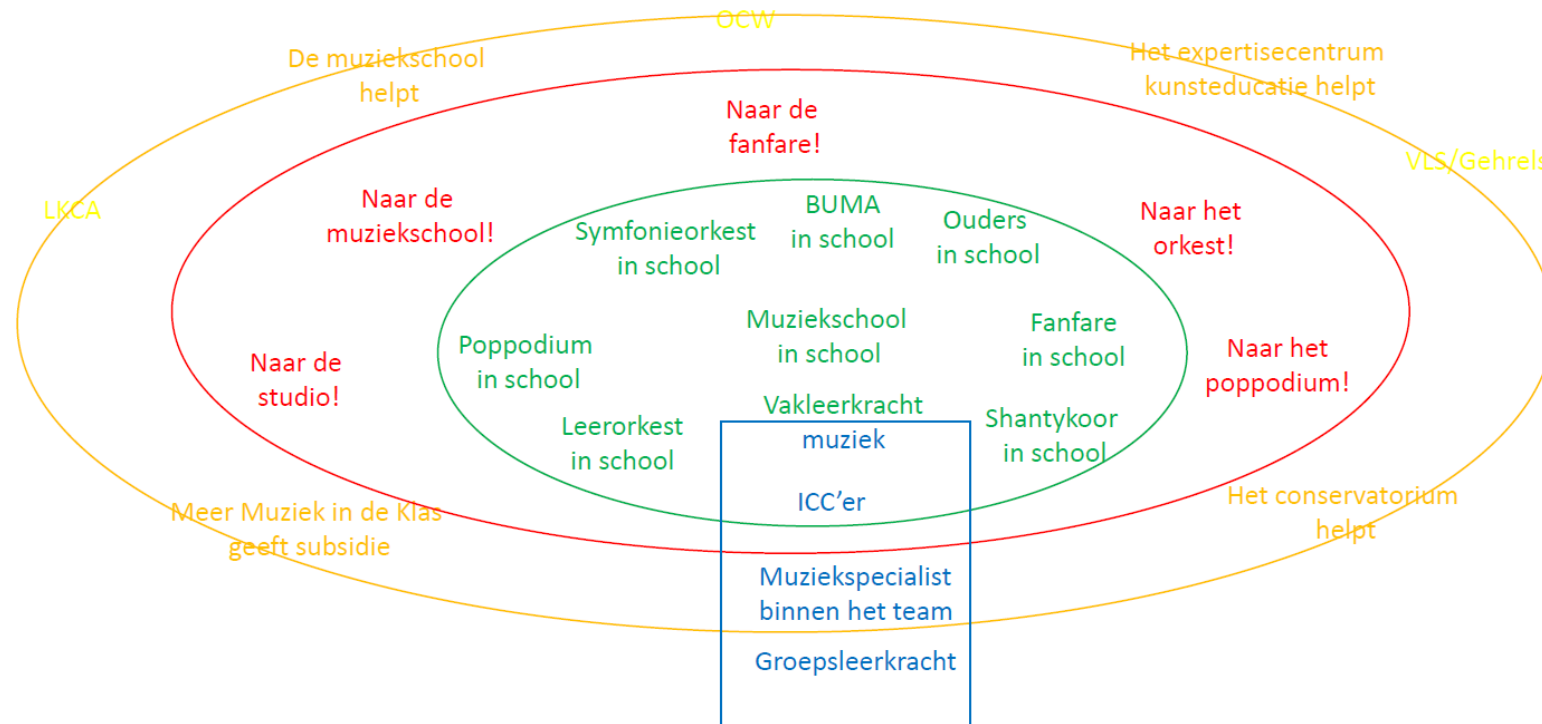 OCW
De muziekschool
helpt
Het expertisecentrum
kunsteducatie helpt
Naar de
fanfare!
VLS/Gehrels
LKCA
Naar de
muziekschool!
Symfonieorkest
in school
BUMA
in school
Ouders
in school
Naar het
orkest!
Muziekschool
in school
Fanfare
in school
Poppodium
in school
Naar de
studio!
Naar het
poppodium!
Vakleerkracht
muziek
Leerorkest
in school
Shantykoor
in school
ICC’er
Meer Muziek in de Klas
geeft subsidie
Het conservatorium
helpt
Muziekspecialist
binnen het team
Groepsleerkracht